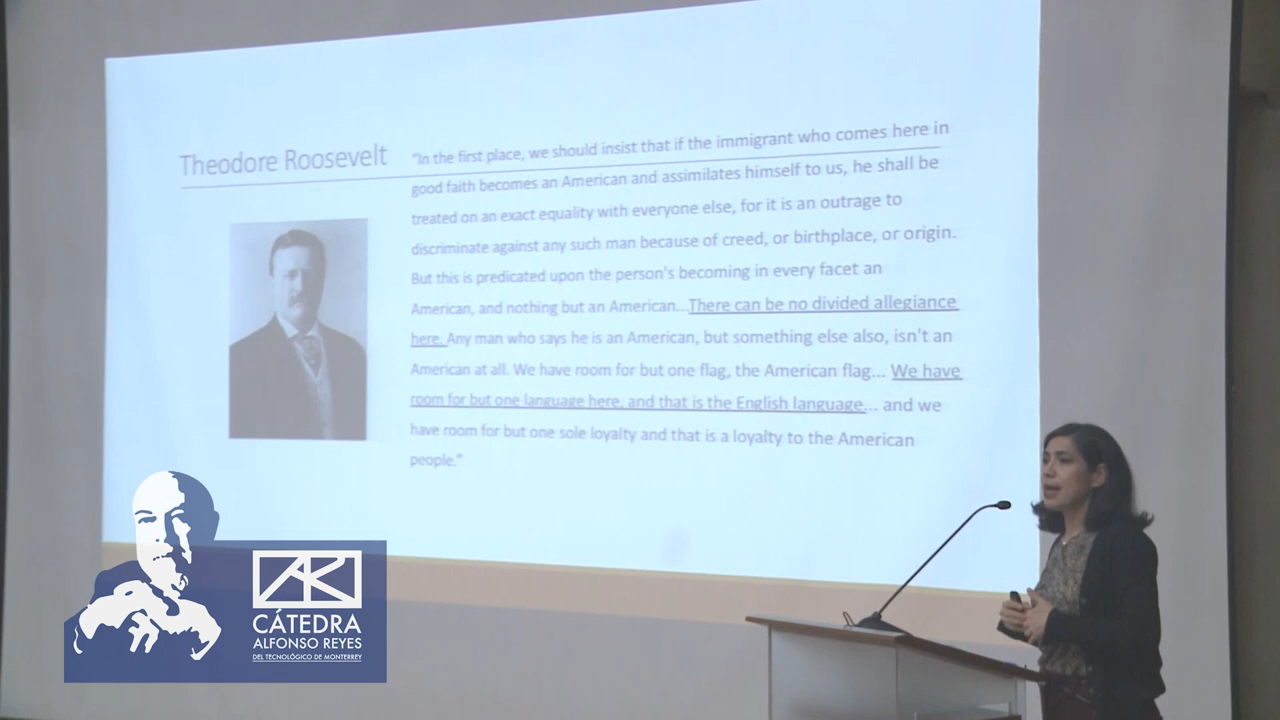 Theodore Roosevelt
“In the first place, we should insist that if the immigrant who comes here in
good faith becomes an American and assimilates himself to us, he shall be
treated on an exact equality with everyone else, for it is an outrage to
discriminate against any such man because of creed, or birthplace, or origin.
But this is predicated upon the person's becoming in every facet an
American, and nothing but an American...There can be no divided allegiance
here. Any man who says he is an American, but something else also, isn't an
American at all. We have room for but one flag, the American flag... We have
room for but one language here, and that is the English language... and we
have room for but one sole loyalty and that is a loyalty to the American
people.”
AR
CÁTEDRA
ALFONSO REYES
DEL TECNOLÓGICO DE MONTERREY